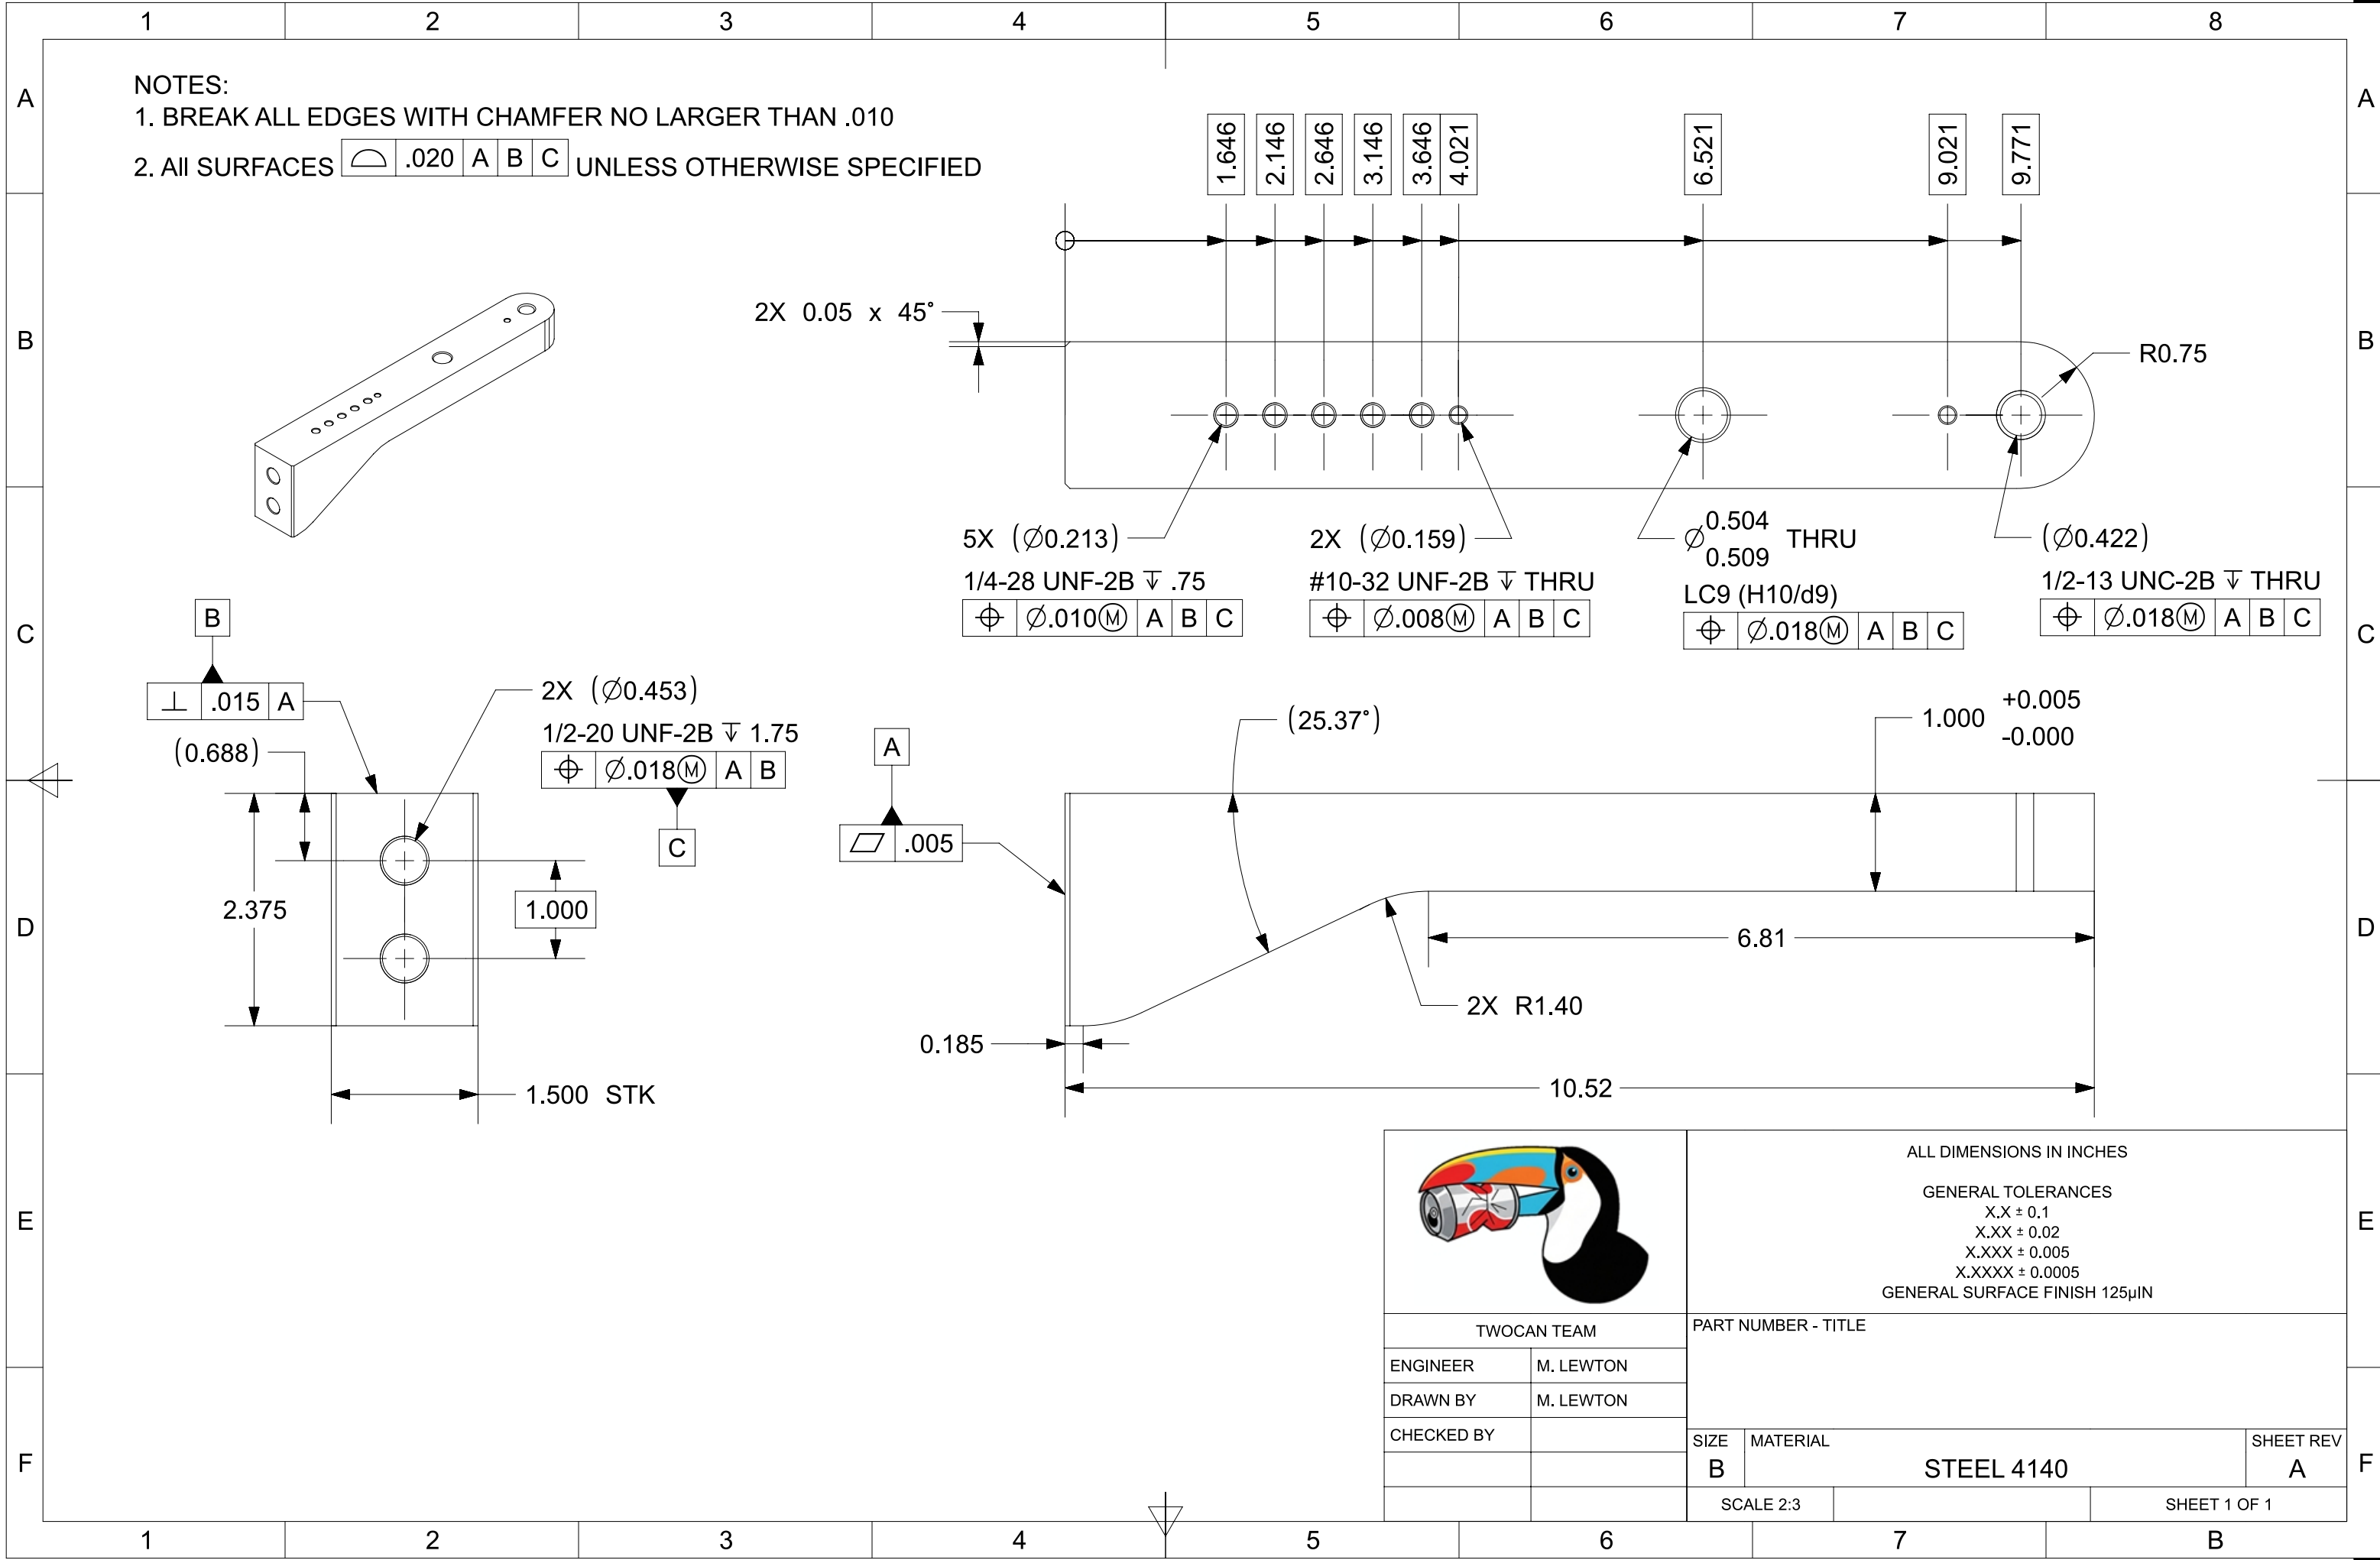 1 2 3 4 5 6 7 8
A A
NOTES:
1. BREAK ALL EDGES WITH CHAMFER NO LARGER THAN .010
2. All SURFACES ⌓ .020 A B C UNLESS OTHERWISE SPECIFIED
1.646 2.146 2.646 3.146 3.646 4.021 6.521 9.021 9.771
B B
2X 0.05 x 45°
R0.75
5X (∅0.213)
1/4-28 UNF-2B ↧ .75
⌖ ∅.010Ⓜ A B C
2X (∅0.159)
#10-32 UNF-2B ↧ THRU
⌖ ∅.008Ⓜ A B C
∅0.504
0.509 THRU
LC9 (H10/d9)
⌖ ∅.018Ⓜ A B C
(∅0.422)
1/2-13 UNC-2B ↧ THRU
⌖ ∅.018Ⓜ A B C
C C
B
⟂ .015 A
(0.688)
2X (∅0.453)
1/2-20 UNF-2B ↧ 1.75
⌖ ∅.018Ⓜ A B
C
2.375
1.000
1.500 STK
A
⏥ .005
(25.37°)
1.000 +0.005
-0.000
6.81
2X R1.40
0.185
10.52
D D
E E
ALL DIMENSIONS IN INCHES
GENERAL TOLERANCES
X.X ± 0.1
X.XX ± 0.02
X.XXX ± 0.005
X.XXXX ± 0.0005
GENERAL SURFACE FINISH 125µIN
TWOCAN TEAM
PART NUMBER - TITLE
ENGINEER M. LEWTON
DRAWN BY M. LEWTON
CHECKED BY
SIZE MATERIAL SHEET REV
B STEEL 4140 A
SCALE 2:3 SHEET 1 OF 1
F F
1 2 3 4 5 6 7 B